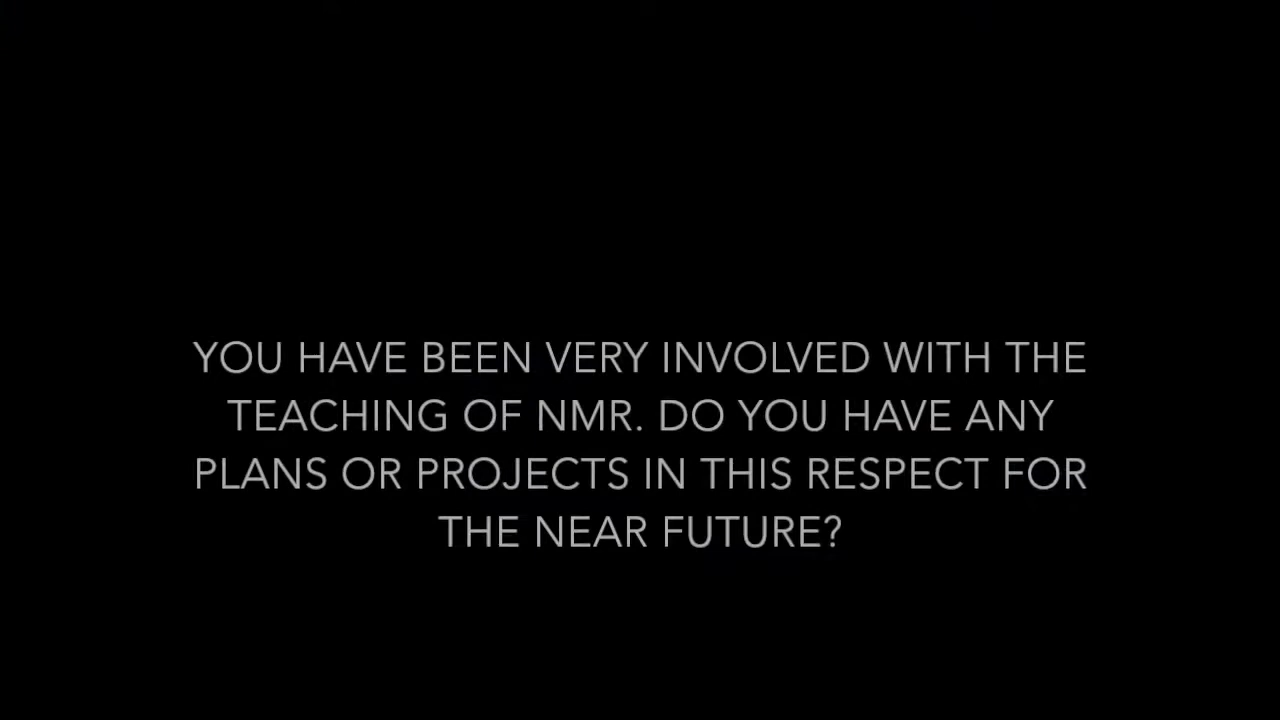 YOU HAVE BEEN VERY INVOLVED WITH THE
TEACHING OF NMR. DO YOU HAVE ANY
PLANS OR PROJECTS IN THIS RESPECT FOR
THE NEAR FUTURE?